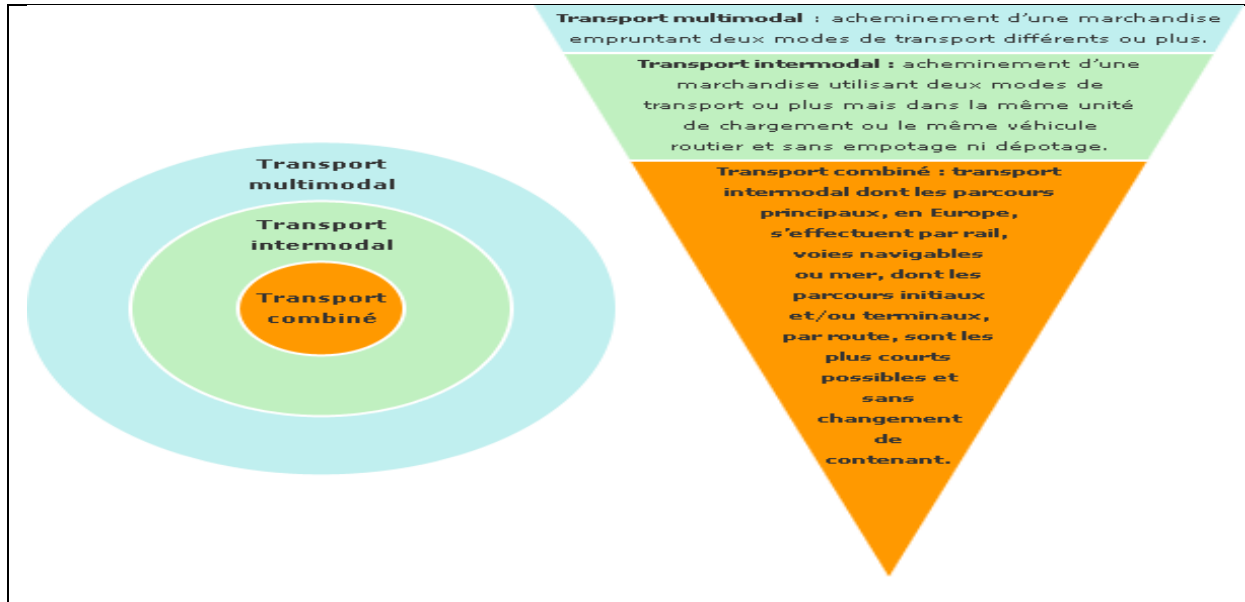 Transport multimodal : acheminement d'une marchandise
empruntant deux modes de transport différents ou plus.
Transport intermodal : acheminement d'une
marchandise utilisant deux modes de
transport ou plus mais dans la même unité
de chargement ou le même véhicule
routier et sans empotage ni dépotage.
Transport combiné : transport
intermodal dont les parcours
principaux, en Europe,
s'effectuent par rail,
voies navigables
ou mer, dont les
parcours initiaux
et/ou terminaux,
par route, sont les
plus courts
possibles et
sans
changement
de
contenant.
Transport
multimodal
Transport
intermodal
Transport
combiné